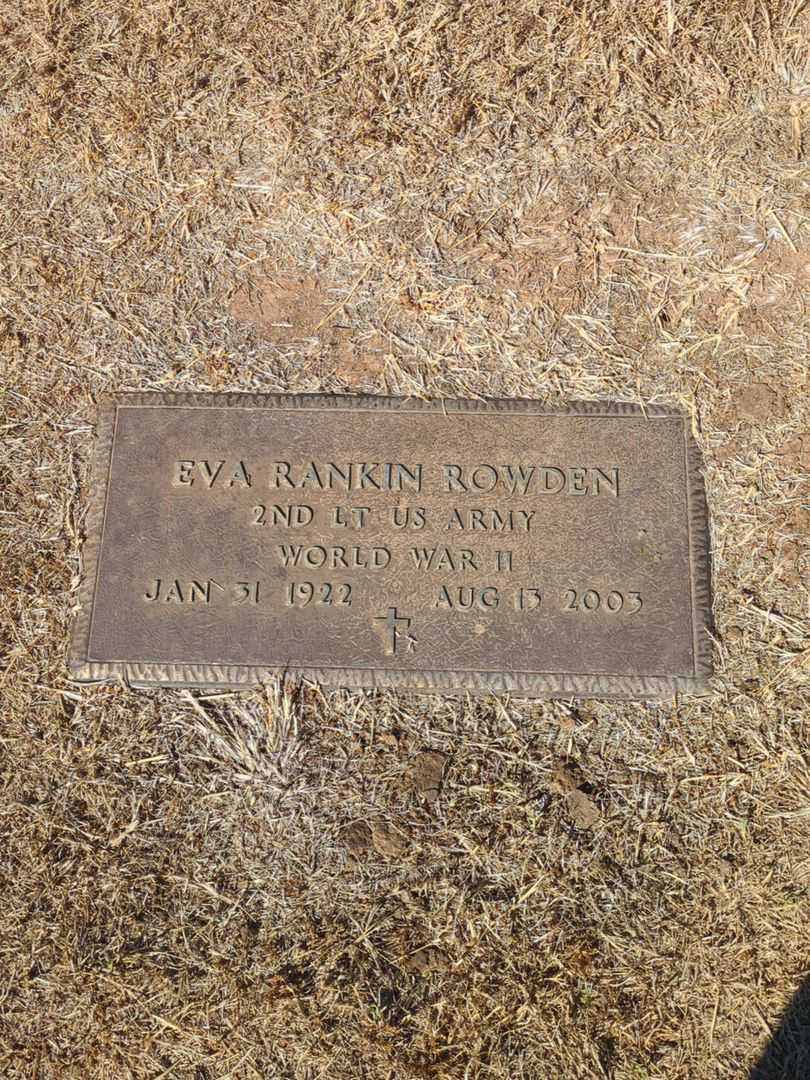 EVA RANKIN ROWDEN
2ND LT US ARMY
WORLD WAR II
JAN 31 1922 AUG 13 2003